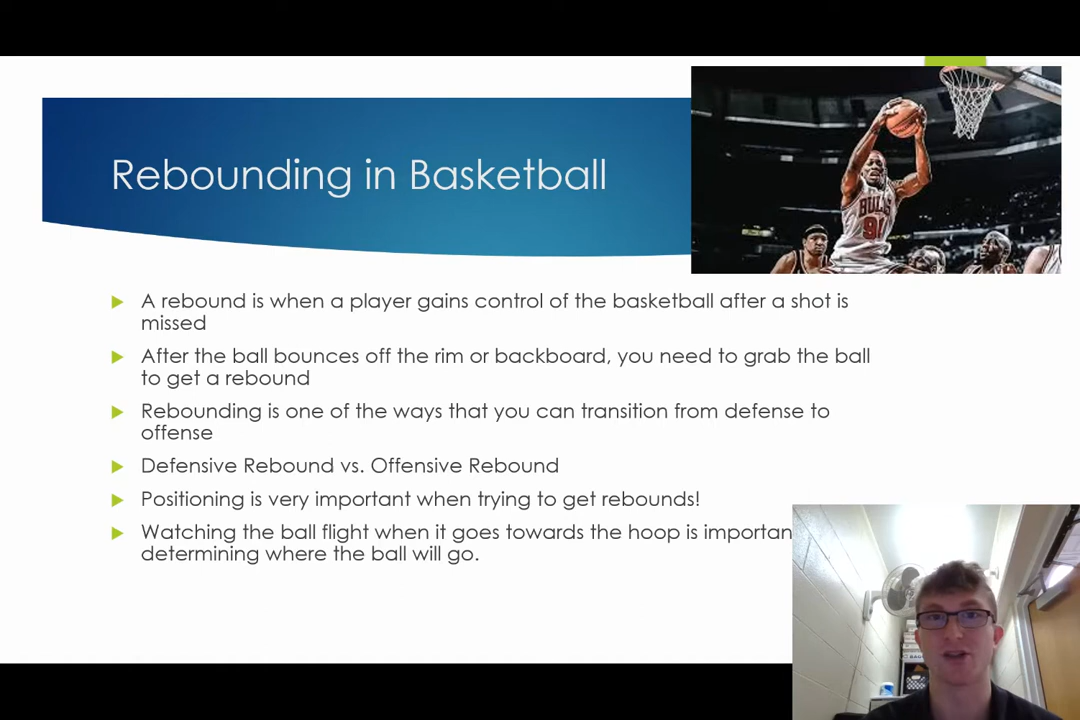 Rebounding in Basketball
BULLS
91
A rebound is when a player gains control of the basketball after a shot is
missed
After the ball bounces off the rim or backboard, you need to grab the ball
to get a rebound
Rebounding is one of the ways that you can transition from defense to
offense
Defensive Rebound vs. Offensive Rebound
Positioning is very important when trying to get rebounds!
Watching the ball flight when it goes towards the hoop is importan
determining where the ball will go.